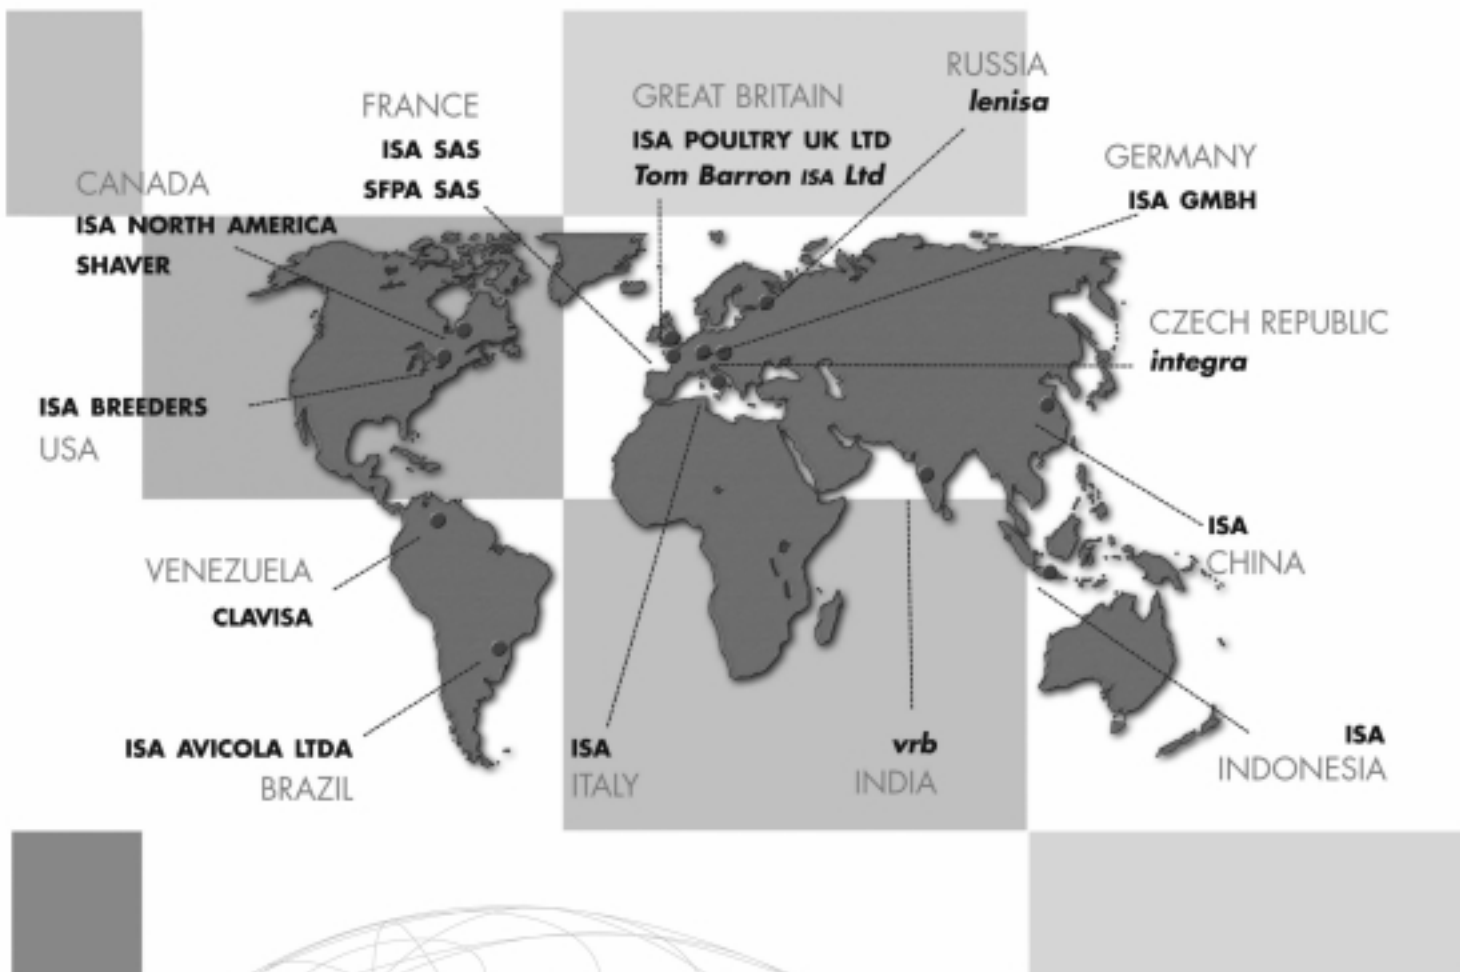 RUSSIA
lenisa
FRANCE
ISA SAS
SFPA SAS
GREAT BRITAIN
ISA POULTRY UK LTD
Tom Barron ISA Ltd
GERMANY
ISA GMBH
CANADA
ISA NORTH AMERICA
SHAVER
CZECH REPUBLIC
integra
ISA BREEDERS
USA
ISA
CHINA
VENEZUELA
CLAVISA
ISA AVICOLA LTDA
BRAZIL
ISA
ITALY
vrb
INDIA
ISA
INDONESIA